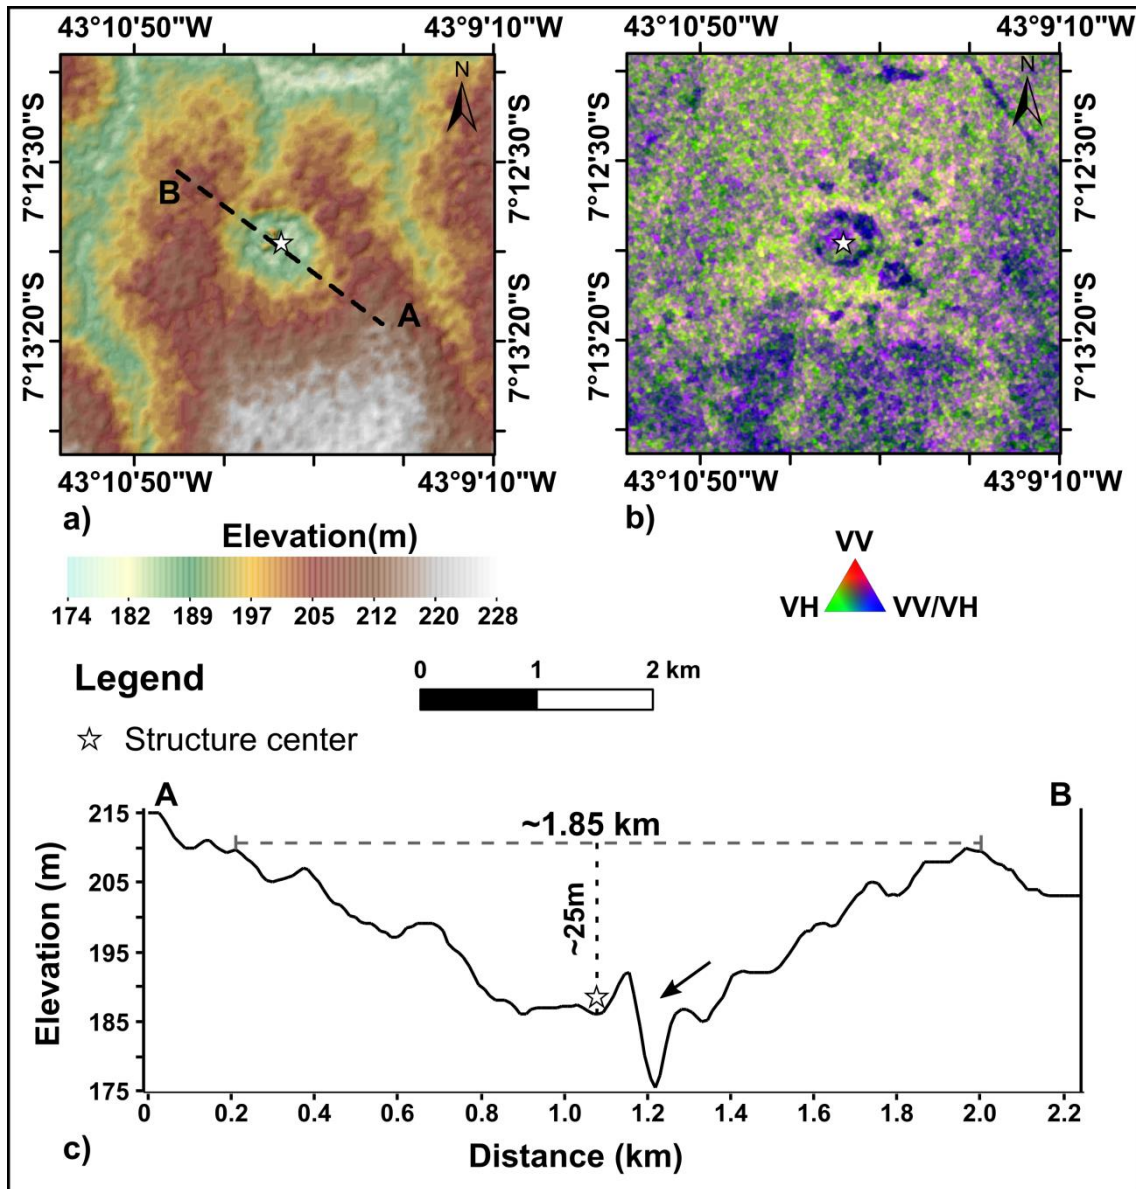 43°10'50"W 43°9'10"W 43°10'50"W 43°9'10"W
N N
7°12'30"S 7°12'30"S 7°12'30"S 7°12'30"S
B
A
7°13'20"S 7°13'20"S 7°13'20"S 7°13'20"S
43°10'50"W 43°9'10"W 43°10'50"W 43°9'10"W
a) b)
Elevation(m)
174 182 189 197 205 212 220 228
VV
VH VV/VH
Legend
0 1 2 km
Structure center
A B
~1.85 km
~25m
Elevation (m)
215
205
195
185
175
0 0.2 0.4 0.6 0.8 1.0 1.2 1.4 1.6 1.8 2.0 2.2
c) Distance (km)